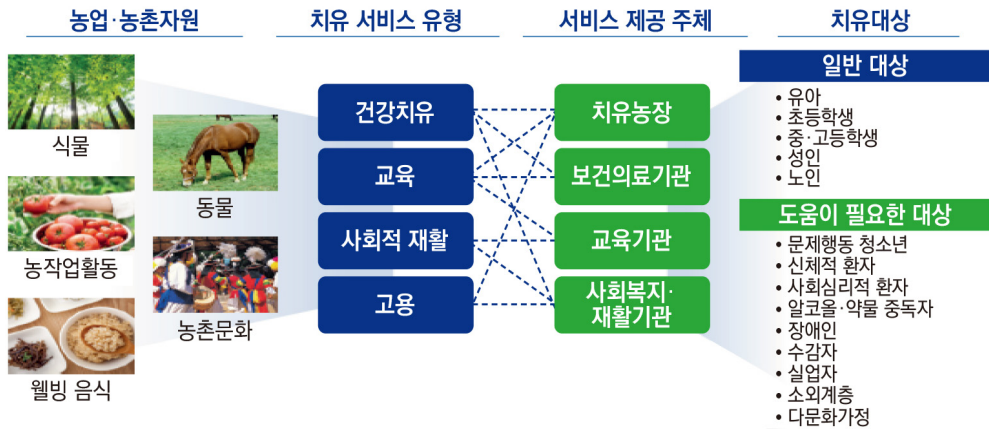 농업·농촌자원
치유 서비스 유형
서비스 제공 주체
치유대상
식물
동물
농작업활동
농촌문화
웰빙 음식
건강치유
교육
사회적 재활
고용
치유농장
보건의료기관
교육기관
사회복지·
재활기관
일반 대상
• 유아
• 초등학생
• 중·고등학생
• 성인
• 노인
도움이 필요한 대상
• 문제행동 청소년
• 신체적 환자
• 사회심리적 환자
• 알코올·약물 중독자
• 장애인
• 수감자
• 실업자
• 소외계층
• 다문화가정